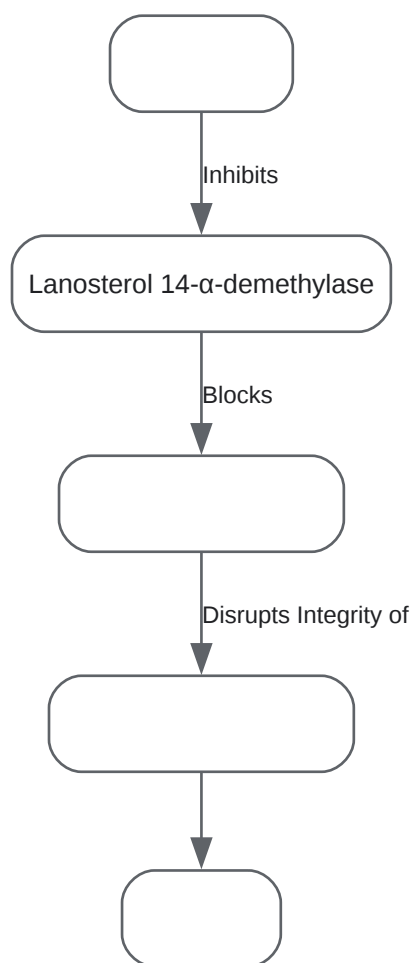 Inhibits
Lanosterol 14-α-demethylase
Blocks
Disrupts Integrity of